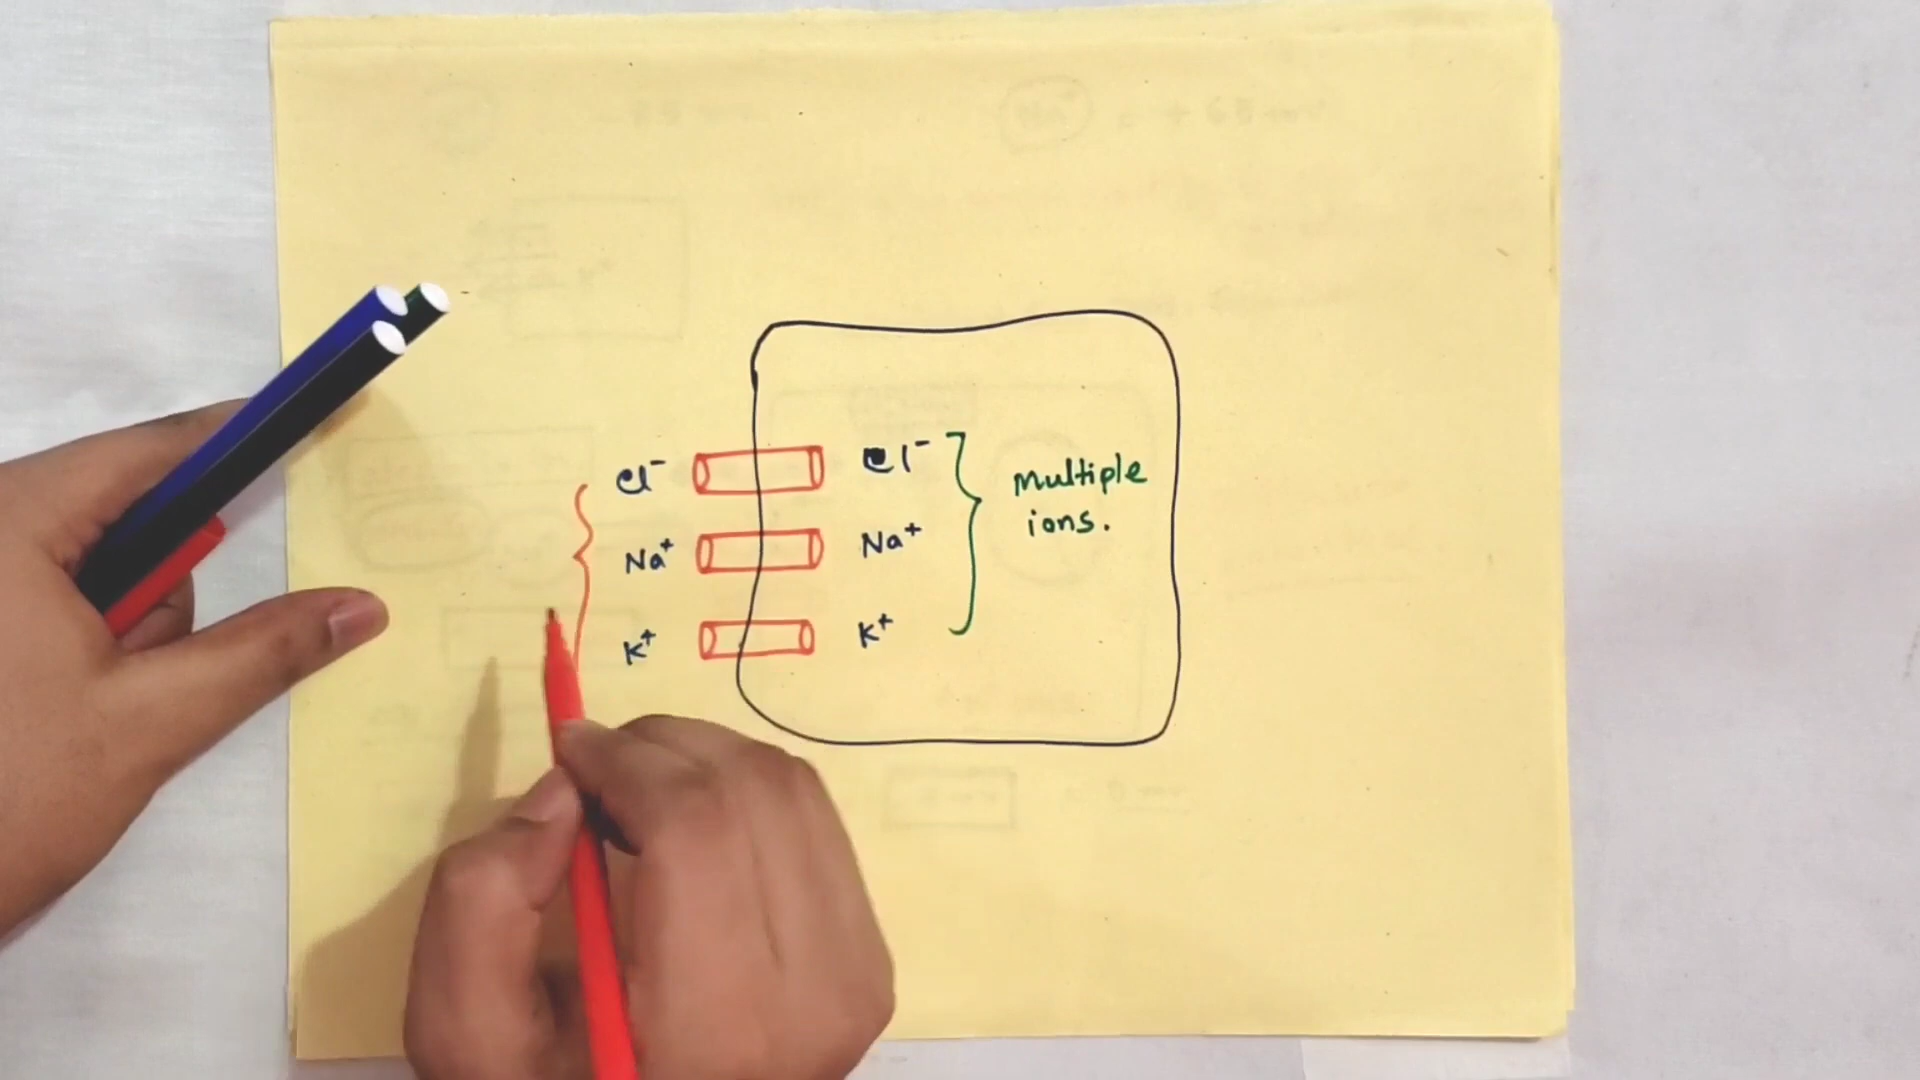 Cl⁻ Cl⁻
Na⁺ Na⁺
K⁺ K⁺
Multiple
ions.